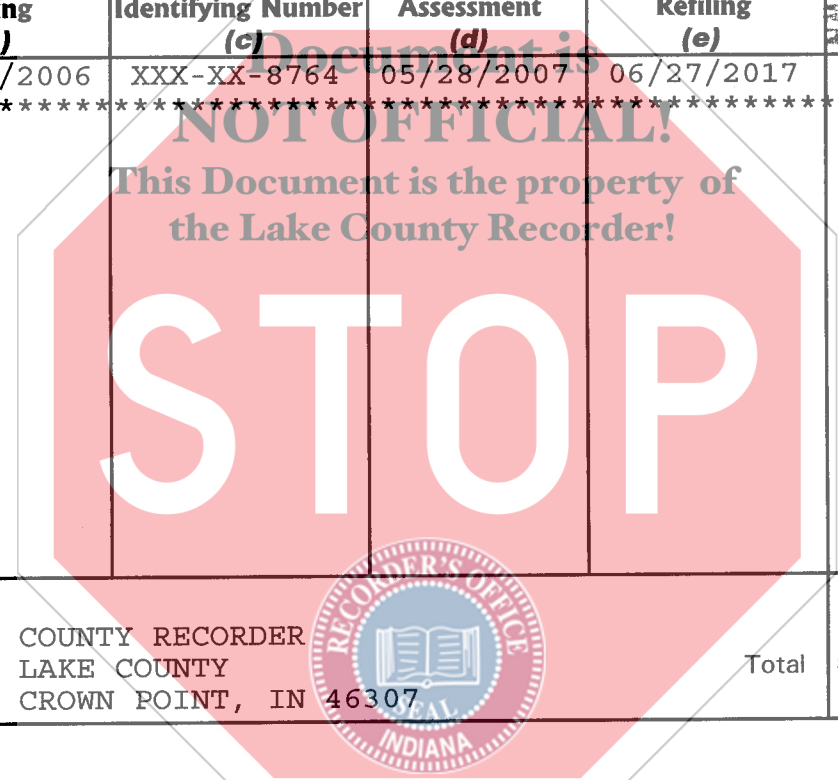 ng Identifying Number Assessment Refiling
) (c) (d) (e)
Document is
/2006 XXX-XX-8764 05/28/2007 06/27/2017
************************************************
NOT OFFICIAL!
This Document is the property of
the Lake County Recorder!
STOP
RECORDER'S OFFICE
COUNTY RECORDER
LAKE COUNTY
Total
CROWN POINT, IN 46307
SEAL
INDIANA